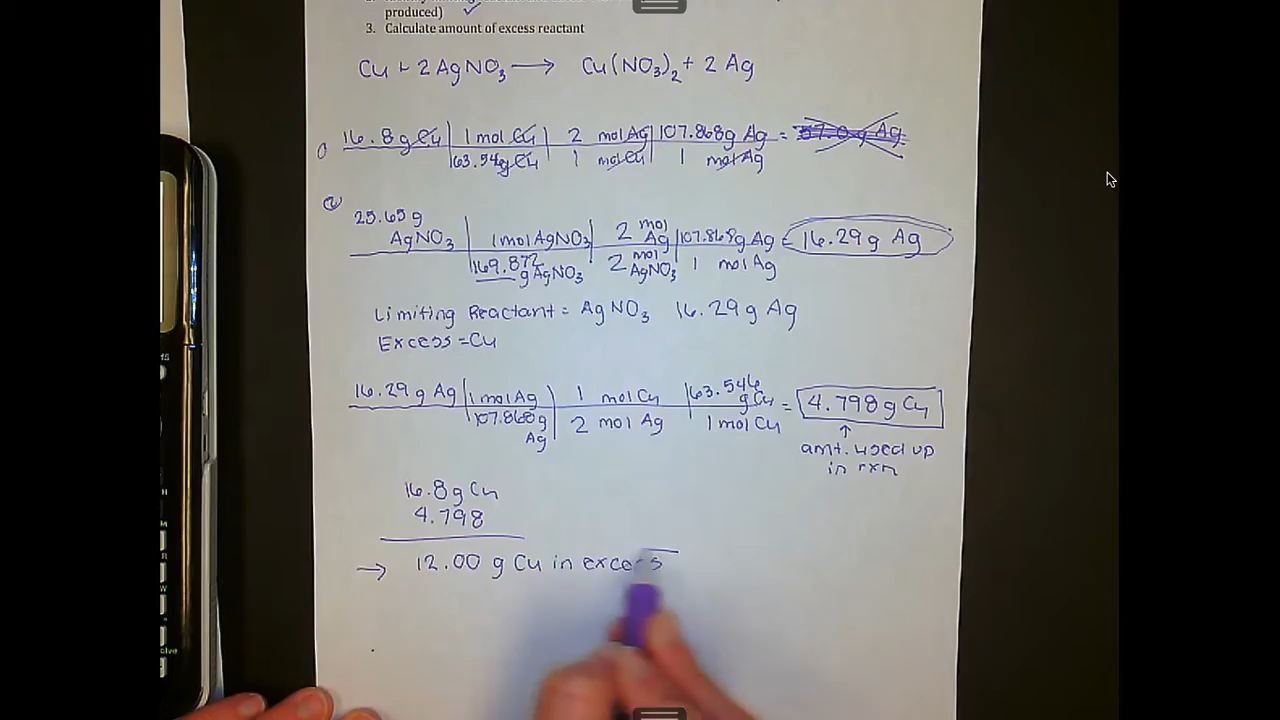 produced)
3. Calculate amount of excess reactant
Cu + 2 AgNO3 → Cu(NO3)2 + 2 Ag
① 16.8 g Cu | 1 mol Cu | 2 mol Ag | 107.868 g Ag =
63.546 g Cu | 1 mol Cu | 1 mol Ag
② 25.65 g AgNO3 | 1 mol AgNO3 | 2 mol Ag | 107.868 g Ag = 16.29 g Ag
169.872 g AgNO3 | 2 mol AgNO3 | 1 mol Ag
Limiting Reactant = AgNO3 16.29 g Ag
Excess = Cu
16.29 g Ag | 1 mol Ag | 1 mol Cu | 63.546 g Cu = 4.798 g Cu
107.868 g Ag | 2 mol Ag | 1 mol Cu
↑
amt. used up
in rxn
16.8 g Cu
4.798
→ 12.00 g Cu in excess